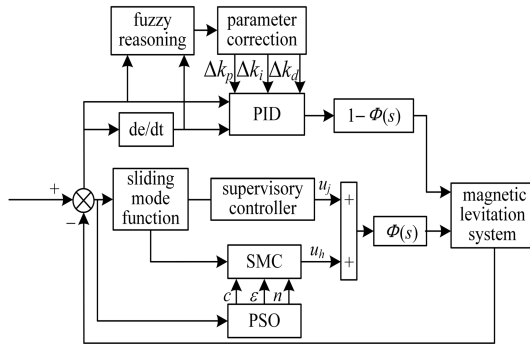 fuzzy
reasoning
parameter
correction
Δk_p Δk_i Δk_d
de/dt
PID
1− Φ(s)
+
−
sliding
mode
function
supervisory
controller
u_j
+
+
Φ(s)
magnetic
levitation
system
SMC
u_h
c ε n
PSO